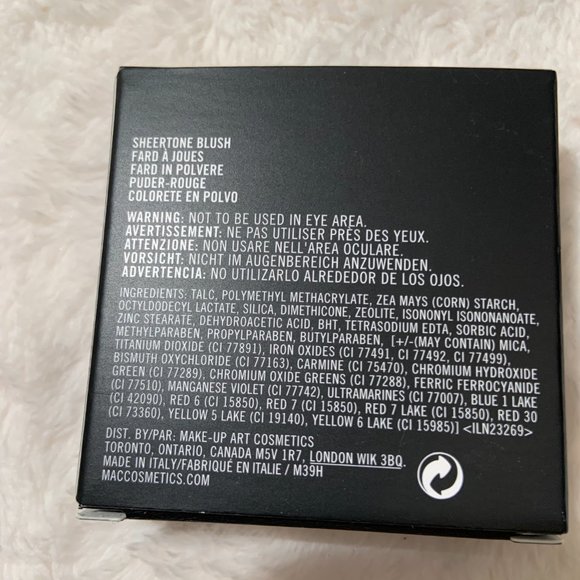 SHEERTONE BLUSH
FARD À JOUES
FARD IN POLVERE
PUDER-ROUGE
COLORETE EN POLVO
WARNING: NOT TO BE USED IN EYE AREA.
AVERTISSEMENT: NE PAS UTILISER PRÈS DES YEUX.
ATTENZIONE: NON USARE NELL'AREA OCULARE.
VORSICHT: NICHT IM AUGENBEREICH ANZUWENDEN.
ADVERTENCIA: NO UTILIZARLO ALREDEDOR DE LOS OJOS.
INGREDIENTS: TALC, POLYMETHYL METHACRYLATE, ZEA MAYS (CORN) STARCH,
OCTYLDODECYL LACTATE, SILICA, DIMETHICONE, ZEOLITE, ISONONYL ISONONANOATE,
ZINC STEARATE, DEHYDROACETIC ACID, BHT, TETRASODIUM EDTA, SORBIC ACID,
METHYLPARABEN, PROPYLPARABEN, BUTYLPARABEN, [+/-(MAY CONTAIN) MICA,
TITANIUM DIOXIDE (CI 77891), IRON OXIDES (CI 77491, CI 77492, CI 77499),
BISMUTH OXYCHLORIDE (CI 77163), CARMINE (CI 75470), CHROMIUM HYDROXIDE
GREEN (CI 77289), CHROMIUM OXIDE GREENS (CI 77288), FERRIC FERROCYANIDE
(CI 77510), MANGANESE VIOLET (CI 77742), ULTRAMARINES (CI 77007), BLUE 1 LAKE
(CI 42090), RED 6 (CI 15850), RED 7 (CI 15850), RED 7 LAKE (CI 15850), RED 30
(CI 73360), YELLOW 5 LAKE (CI 19140), YELLOW 6 LAKE (CI 15985)] <ILN23269>
DIST. BY/PAR: MAKE-UP ART COSMETICS
TORONTO, ONTARIO, CANADA M5V 1R7, LONDON WIK 3BQ.
MADE IN ITALY/FABRIQUÉ EN ITALIE / M39H
MACCOSMETICS.COM